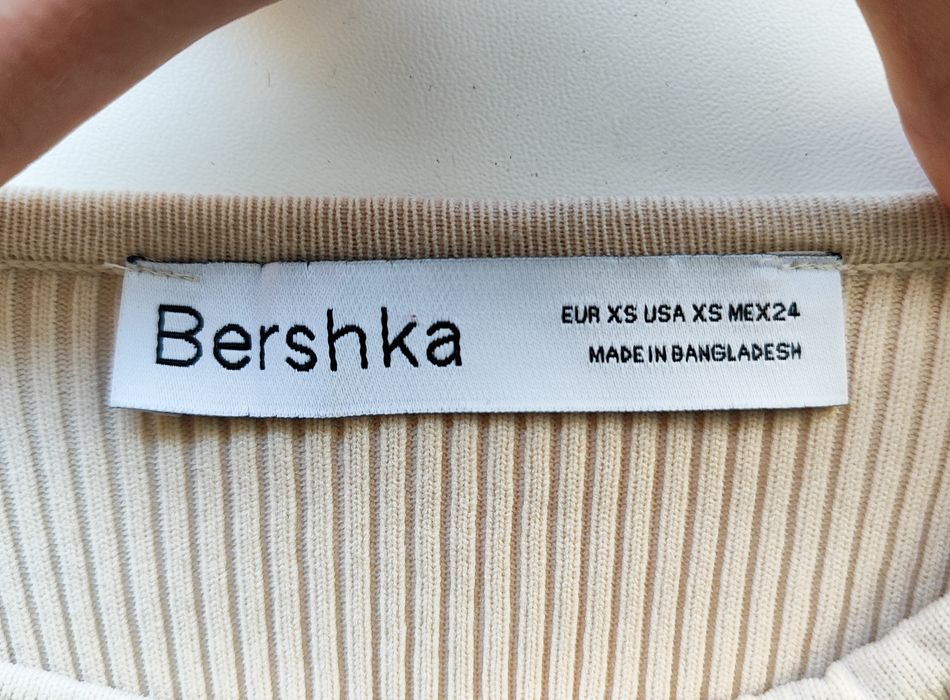 Bershka
EUR XS USA XS MEX24
MADE IN BANGLADESH